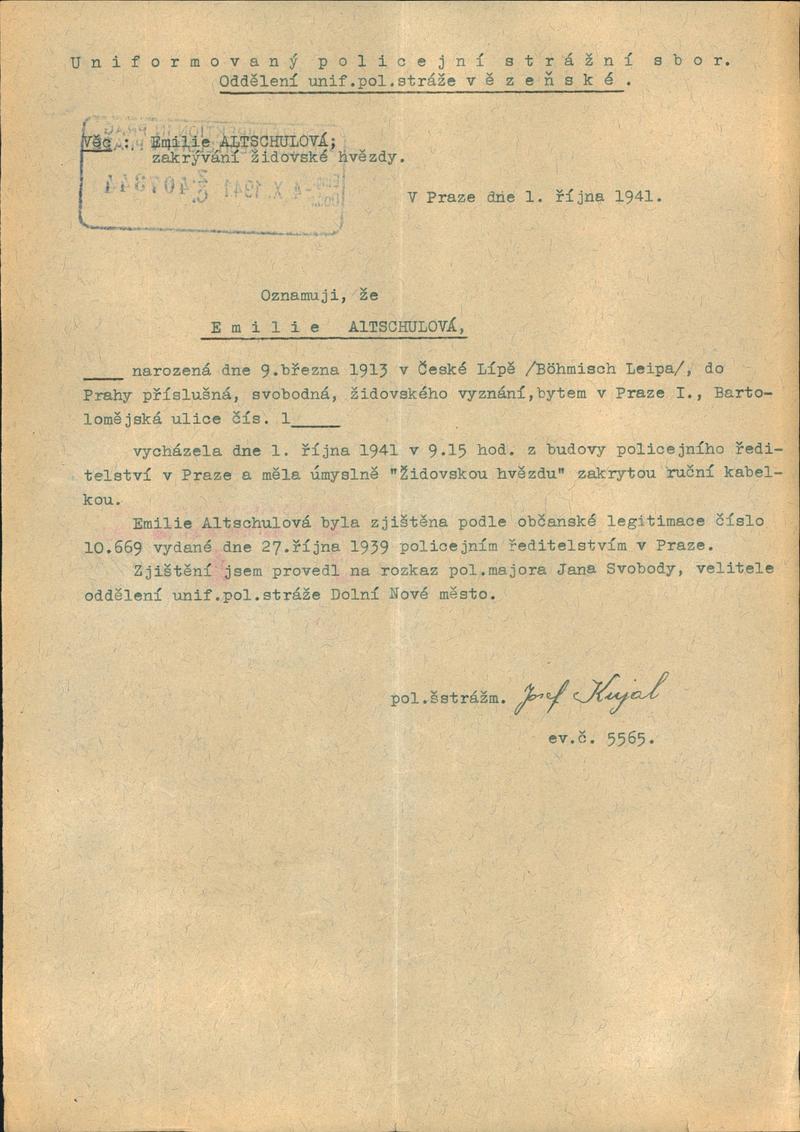 Uniformovaný policejní strážní sbor.
Oddělení unif.pol.stráže vězeňské.
Věc.: Emilie ALTSCHULOVÁ;
zakrývání židovské hvězdy.
V Praze dne 1. října 1941.
Oznamuji, že
Emilie AlTSCHULOVÁ,
narozená dne 9.března 1913 v České Lípě /Böhmisch Leipa/, do
Prahy příslušná, svobodná, židovského vyznání,bytem v Praze I., Barto-
lomějská ulice čís. 1
vycházela dne 1. října 1941 v 9.15 hod. z budovy policejního ředi-
telství v Praze a měla úmyslně "Židovskou hvězdu" zakrytou ruční kabel-
kou.
Emilie Altschulová byla zjištěna podle občanské legitimace číslo
10.669 vydané dne 27.října 1939 policejním ředitelstvím v Praze.
Zjištění jsem provedl na rozkaz pol.majora Jana Svobody, velitele
oddělení unif.pol.stráže Dolní Nové město.
pol.šstrážm. Josef Kujal
ev.č. 5565.